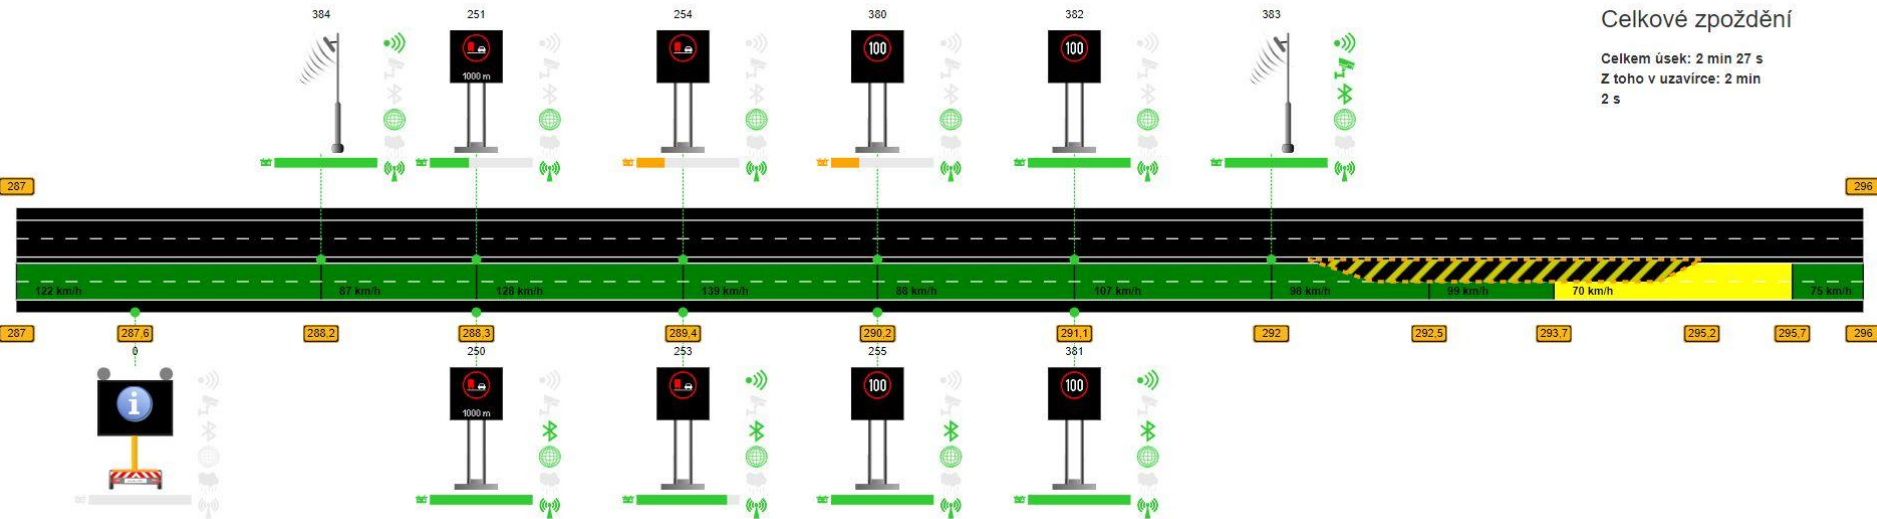 384 251 254 380 382 383
Celkové zpoždění
Celkem úsek: 2 min 27 s
Z toho v uzavírce: 2 min
2 s
100 100
1000 m
287 296
122 km/h 87 km/h 128 km/h 139 km/h 88 km/h 107 km/h 98 km/h 99 km/h 70 km/h 75 km/h
287 287,6 288,2 288,3 289,4 290,2 291,1 292 292,5 293,7 295,2 295,7 296
0 250 253 255 381
i 100 100
1000 m